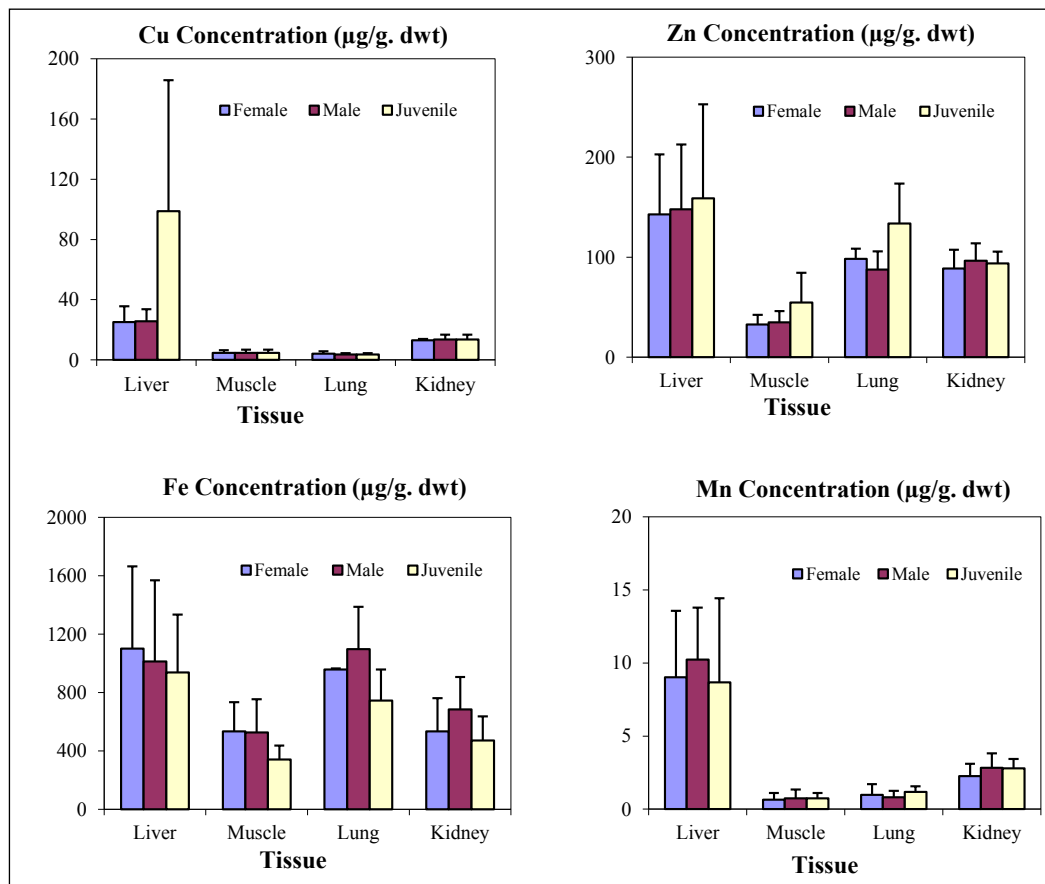 Cu Concentration (µg/g. dwt)
200
160
120
80
40
0
Female Male Juvenile
Liver Muscle Lung Kidney
Tissue
Zn Concentration (µg/g. dwt)
300
200
100
0
Female Male Juvenile
Liver Muscle Lung Kidney
Tissue
Fe Concentration (µg/g. dwt)
2000
1600
1200
800
400
0
Female Male Juvenile
Liver Muscle Lung Kidney
Tissue
Mn Concentration (µg/g. dwt)
20
15
10
5
0
Female Male Juvenile
Liver Muscle Lung Kidney
Tissue